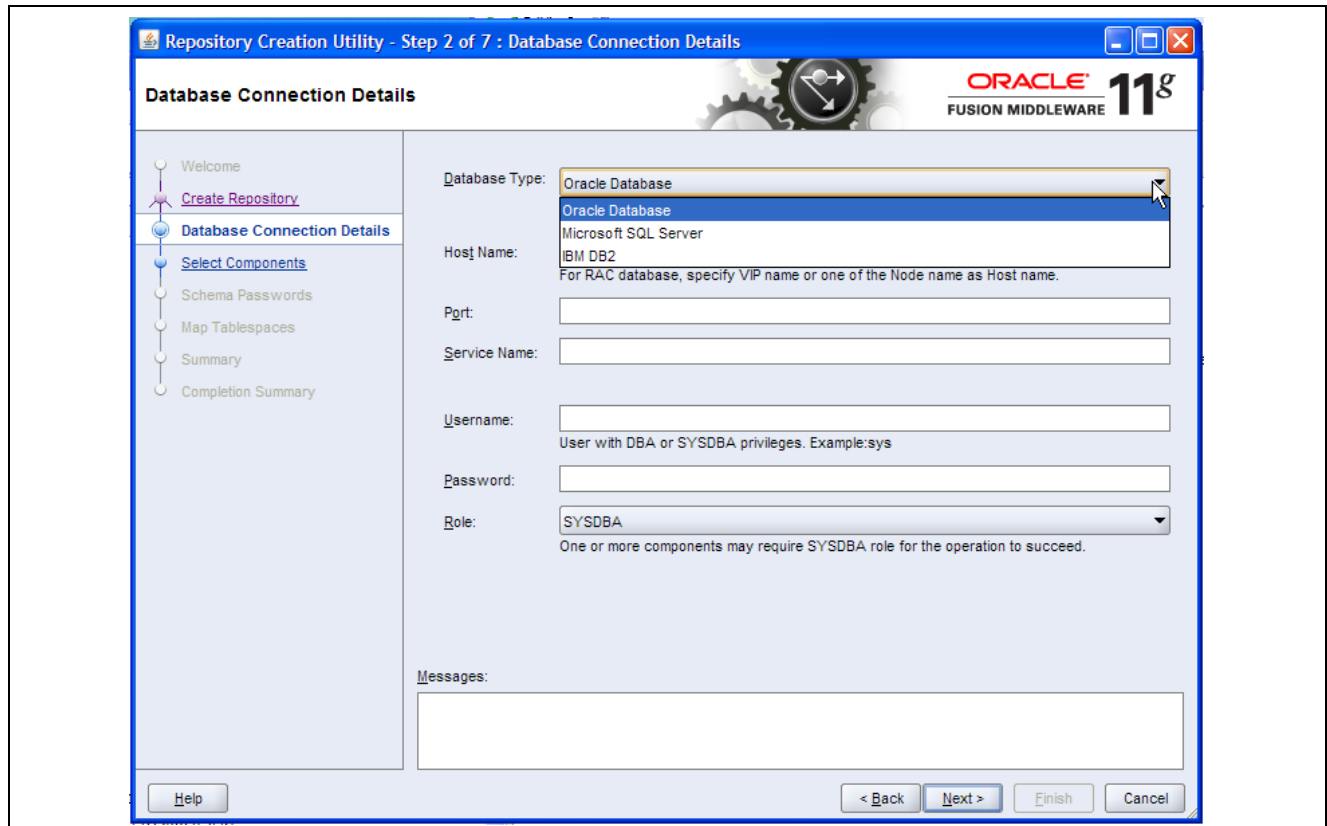 Repository Creation Utility - Step 2 of 7 : Database Connection Details
Database Connection Details
ORACLE
FUSION MIDDLEWARE
11g
Welcome
Create Repository
Database Connection Details
Select Components
Schema Passwords
Map Tablespaces
Summary
Completion Summary
Database Type:
Oracle Database
Oracle Database
Microsoft SQL Server
IBM DB2
Host Name:
For RAC database, specify VIP name or one of the Node name as Host name.
Port:
Service Name:
Username:
User with DBA or SYSDBA privileges. Example:sys
Password:
Role:
SYSDBA
One or more components may require SYSDBA role for the operation to succeed.
Messages:
Help
< Back
Next >
Finish
Cancel